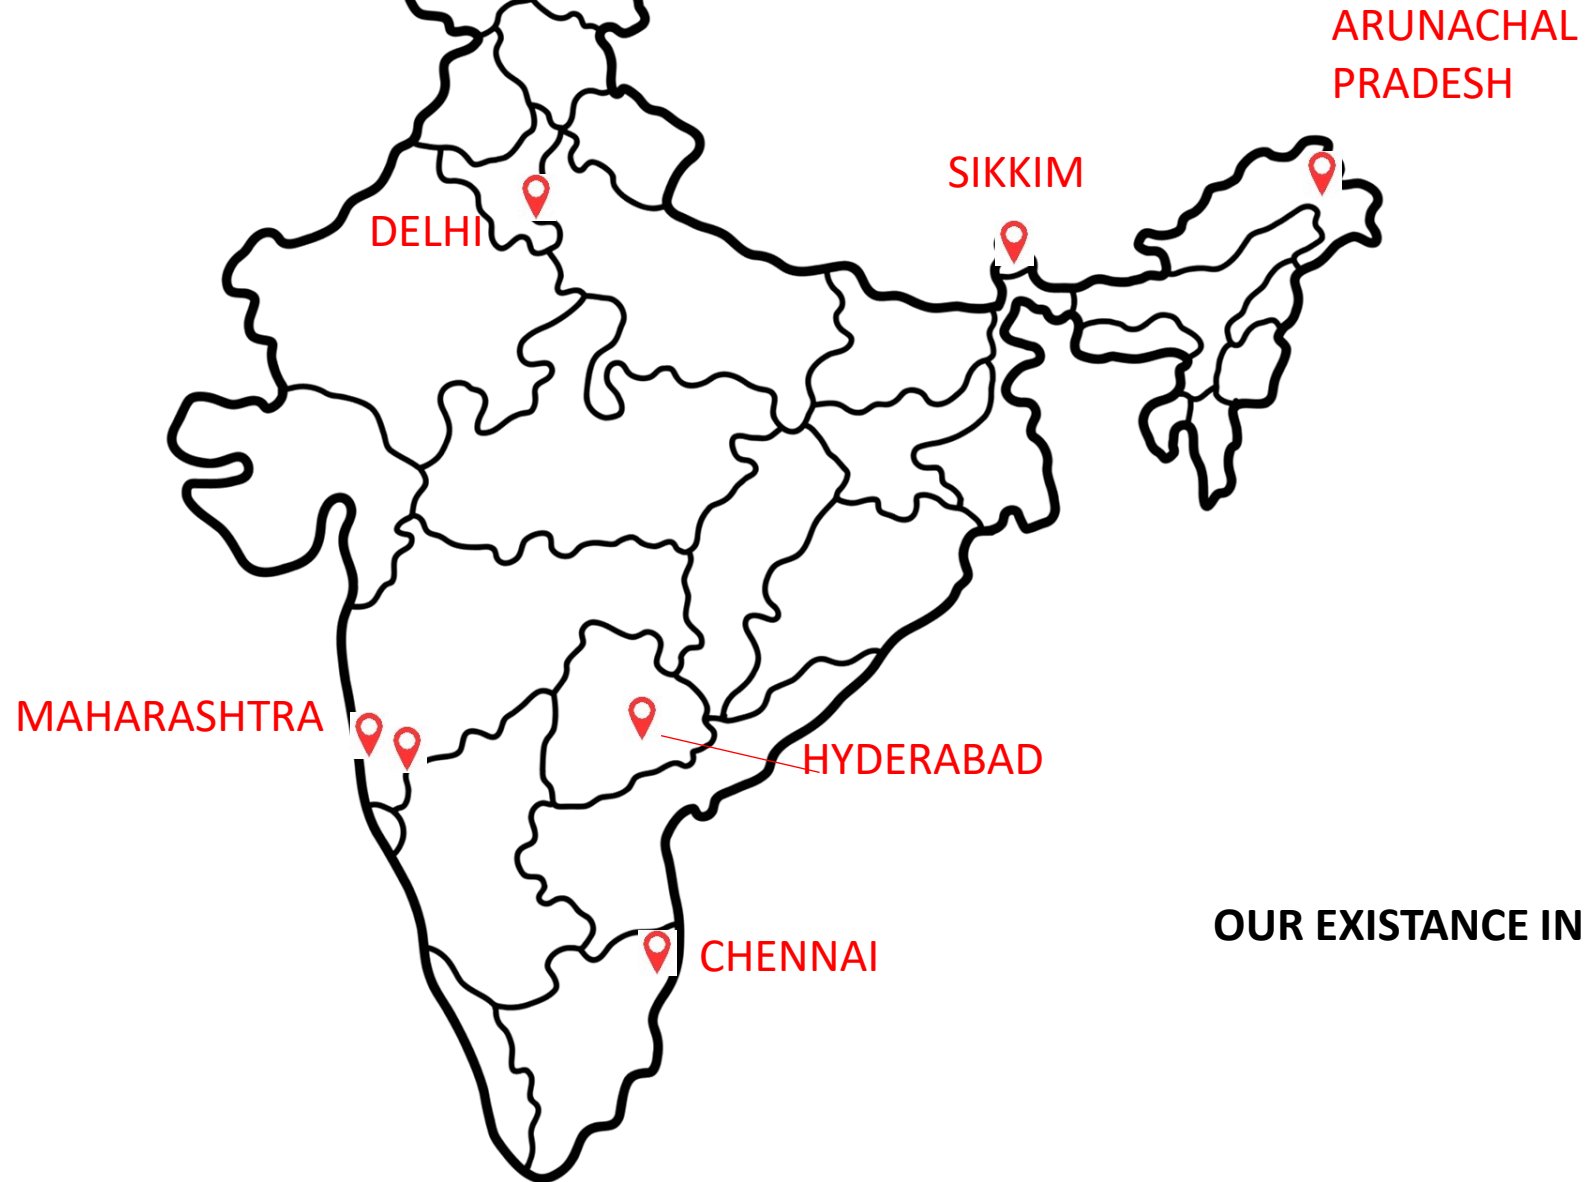 ARUNACHAL
PRADESH
SIKKIM
DELHI
MAHARASHTRA
HYDERABAD
OUR EXISTANCE IN
CHENNAI